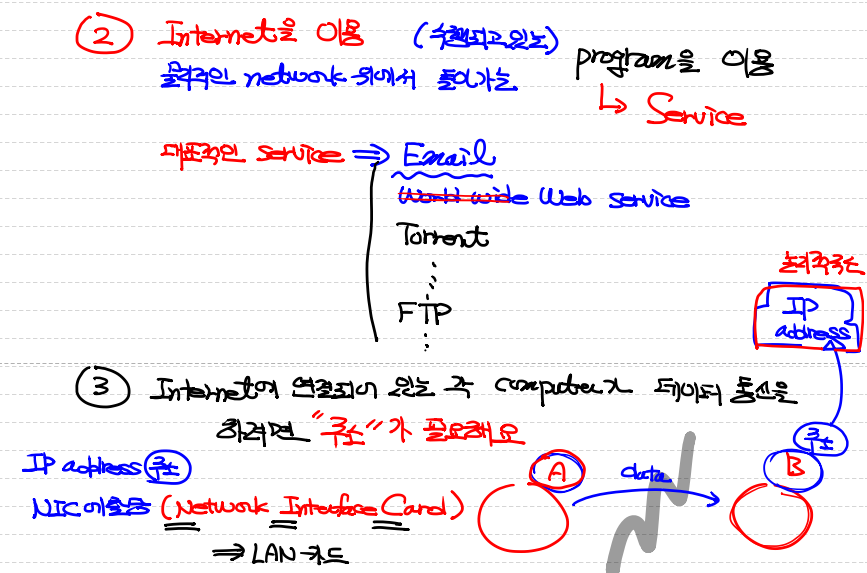 ② Internet을 이용 (수행되고 있는)
물리적인 network 위에서 돌아가는 program을 이용
↳ Service
대표적인 service ⇒ Email
World wide Web service
Torrent
⋮
FTP
⋮
논리적주소
IP
address
③ Internet에 연결되어 있는 각 computer가 데이터 통신을
하려면 "주소"가 필요해요
주소
IP address 주소
A
data
B
NIC (Network Interface Card)
⇒ LAN 카드